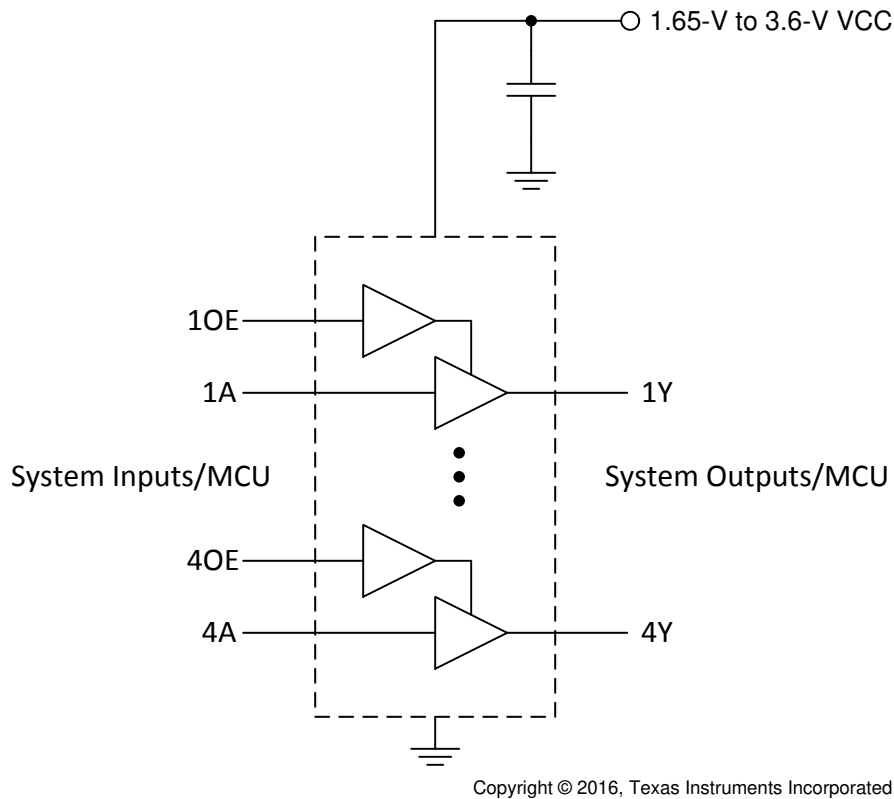 1.65-V to 3.6-V VCC
1OE
1A
1Y
System Inputs/MCU
System Outputs/MCU
4OE
4A
4Y
Copyright © 2016, Texas Instruments Incorporated